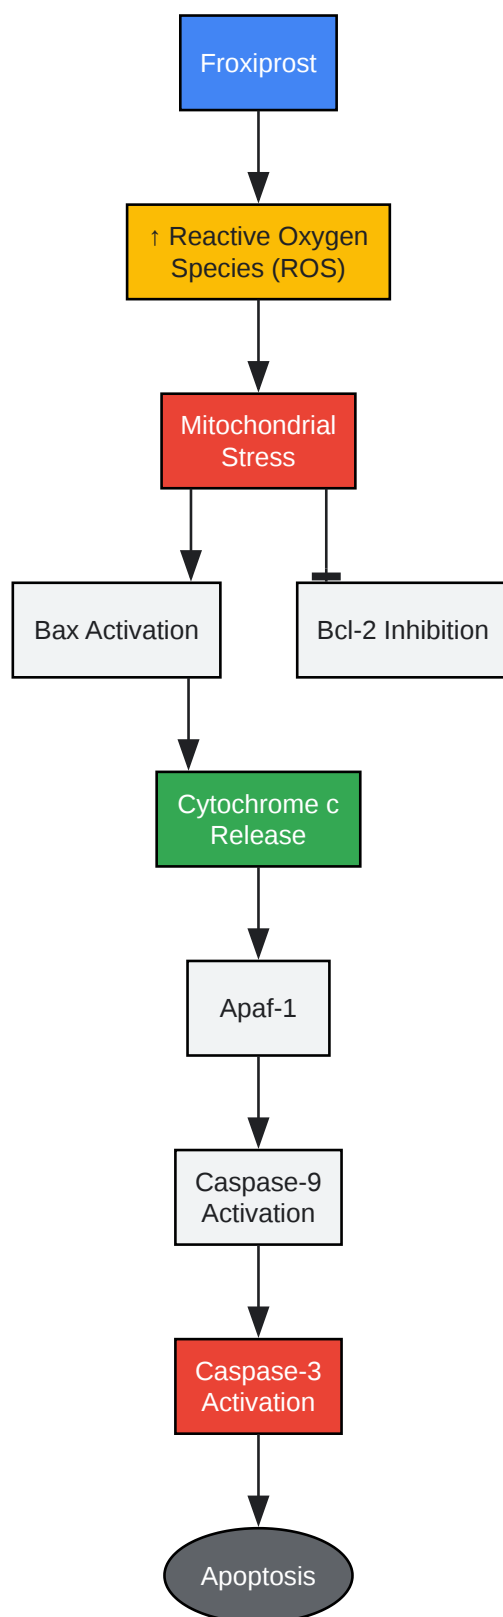 Froxiprost
↑ Reactive Oxygen
Species (ROS)
Mitochondrial
Stress
Bax Activation
Bcl-2 Inhibition
Cytochrome c
Release
Apaf-1
Caspase-9
Activation
Caspase-3
Activation
Apoptosis